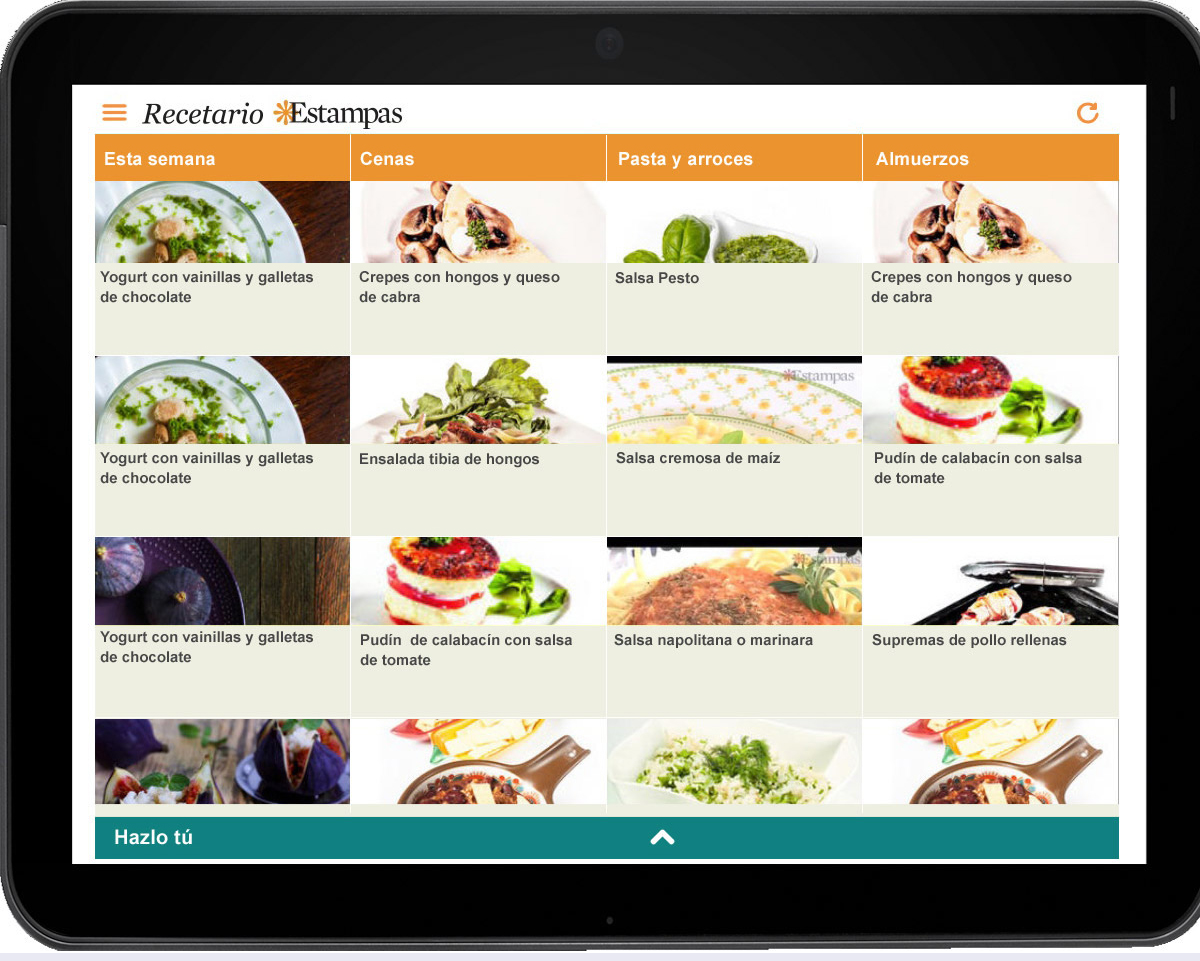 Recetario Estampas
Esta semana
Cenas
Pasta y arroces
Almuerzos
Yogurt con vainillas y galletas
de chocolate
Crepes con hongos y queso
de cabra
Salsa Pesto
Crepes con hongos y queso
de cabra
Estampas
Yogurt con vainillas y galletas
de chocolate
Ensalada tibia de hongos
Salsa cremosa de maíz
Pudín de calabacín con salsa
de tomate
Estampas
Yogurt con vainillas y galletas
de chocolate
Pudín  de calabacín con salsa
de tomate
Salsa napolitana o marinara
Supremas de pollo rellenas
Hazlo tú